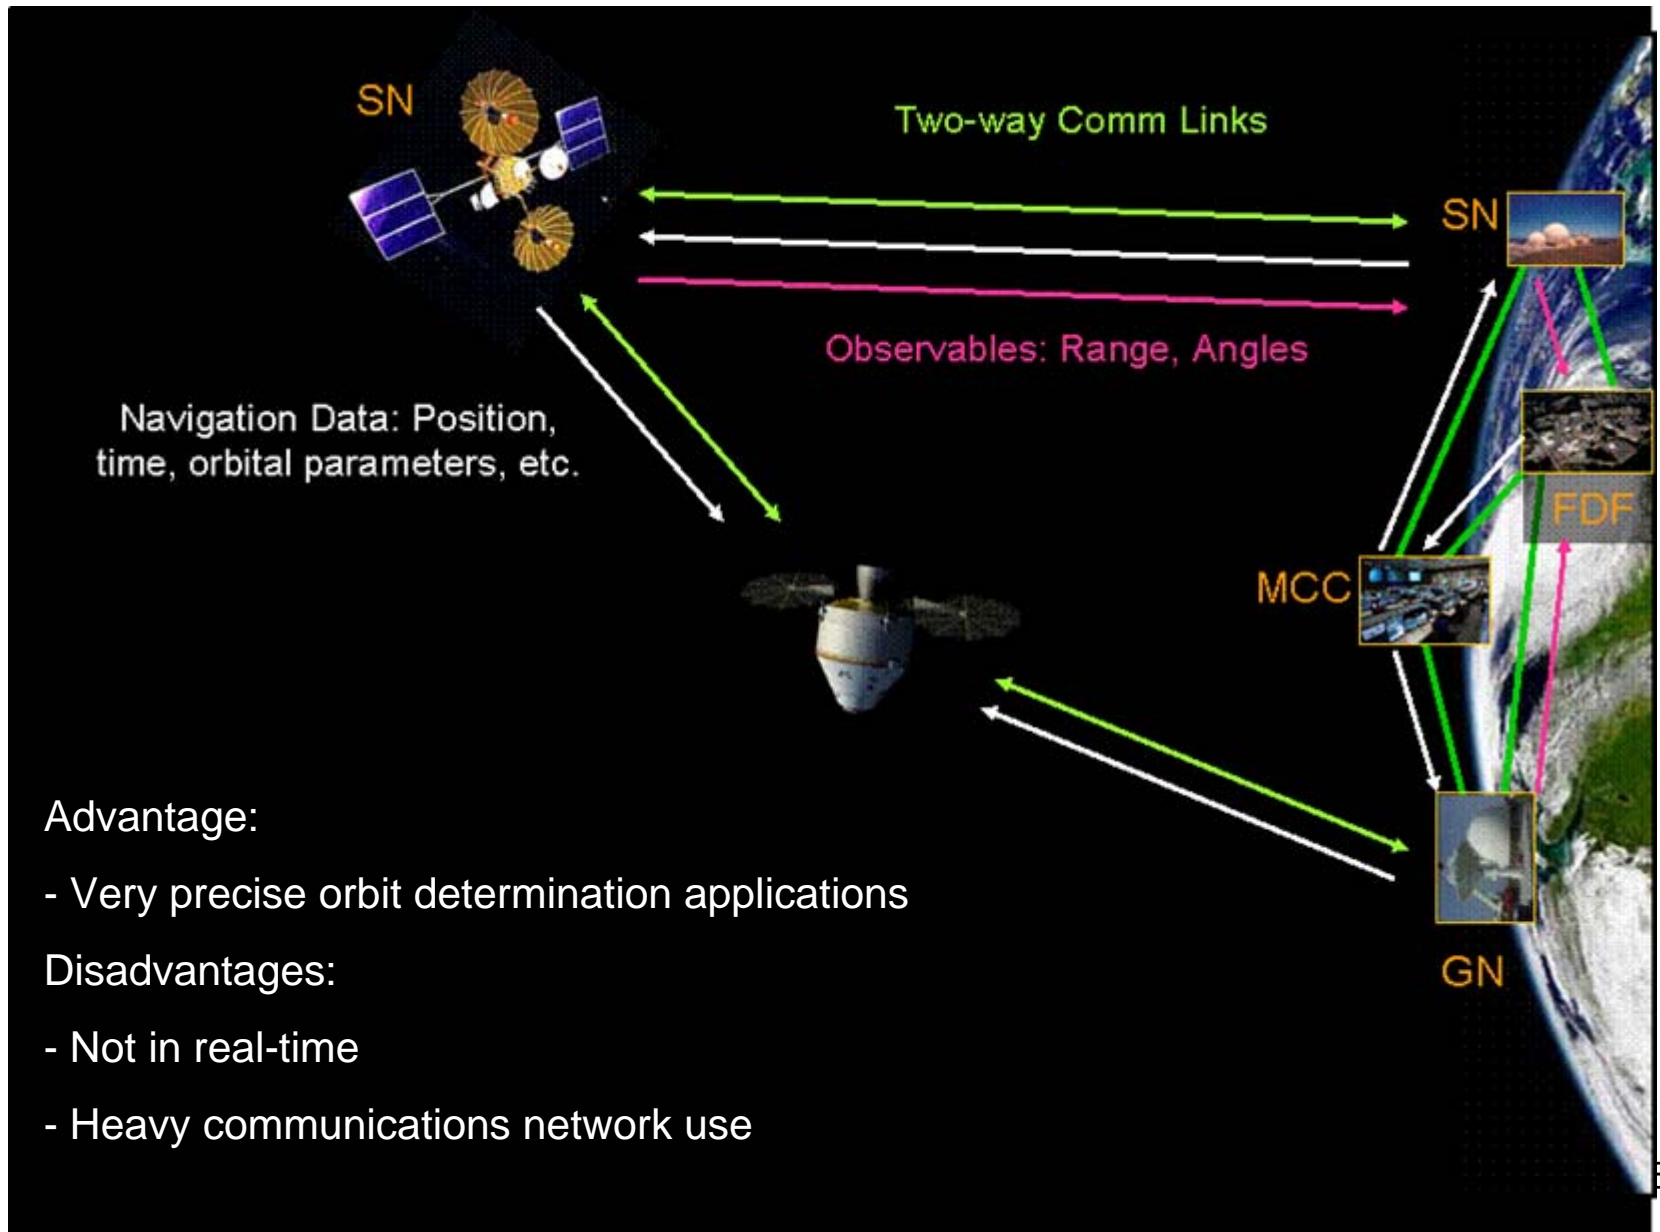 SN
Two-way Comm Links
SN
Observables: Range, Angles
Navigation Data: Position,
time, orbital parameters, etc.
FDF
MCC
GN
Advantage:
- Very precise orbit determination applications
Disadvantages:
- Not in real-time
- Heavy communications network use